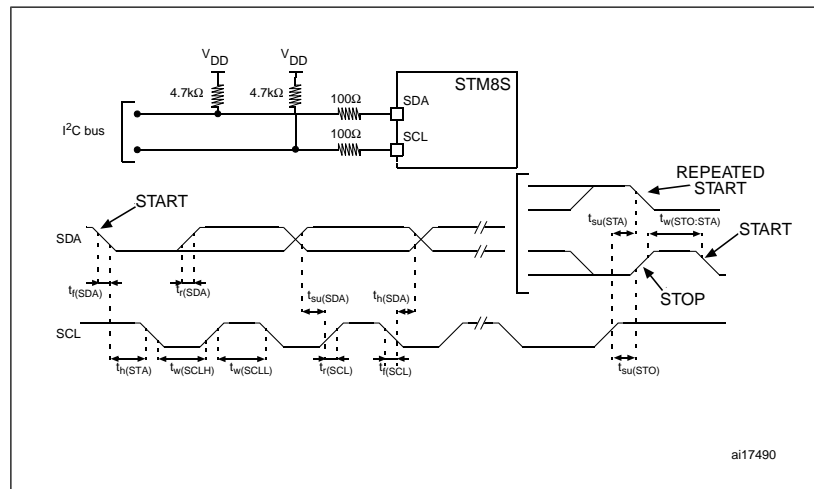 VDD VDD
4.7kΩ 4.7kΩ
STM8S
100Ω
SDA
I²C bus
100Ω
SCL
REPEATED
START
START
tsu(STA) tw(STO:STA)
START
SDA
tf(SDA) tr(SDA) tsu(SDA) th(SDA)
STOP
SCL
th(STA) tw(SCLH) tw(SCLL) tr(SCL) tf(SCL) tsu(STO)
ai17490